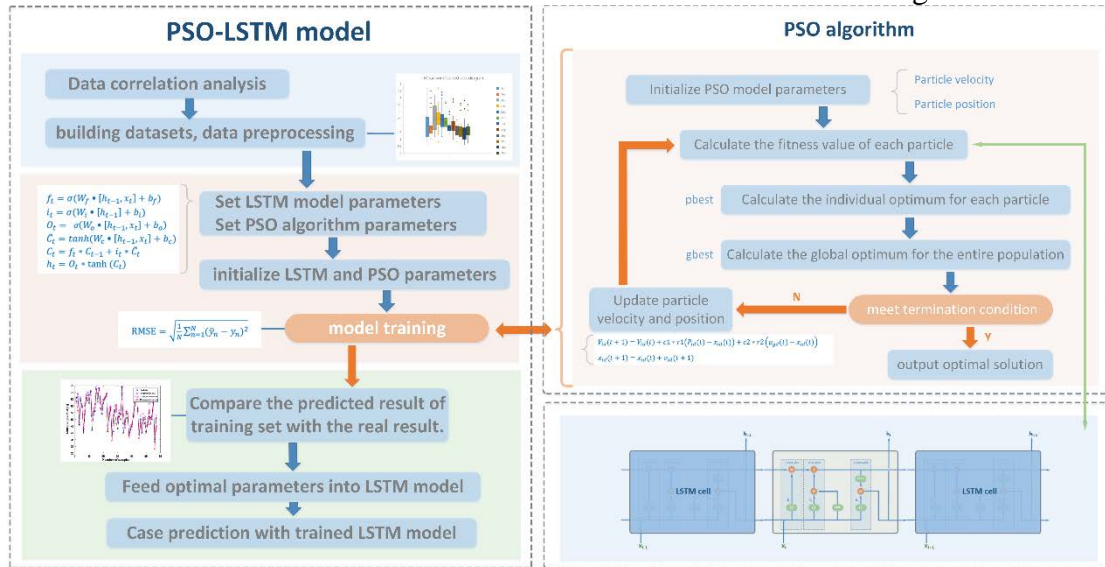 PSO-LSTM model
Data correlation analysis
building datasets, data preprocessing
f_t = σ(W_f • [h_{t-1}, x_t] + b_f)
i_t = σ(W_i • [h_{t-1}] + b_i)
O_t = σ(W_o • [h_{t-1}, x_t] + b_o)
C̃_t = tanh(W_c • [h_{t-1}, x_t] + b_c)
C_t = f_t * C_{t-1} + i_t * C̃_t
h_t = O_t * tanh (C_t)
Set LSTM model parameters
Set PSO algorithm parameters
initialize LSTM and PSO parameters
RMSE = √(1/N ∑_{n=1}^{N}(ŷ_n − y_n)²)
model training
Compare the predicted result of
training set with the real result.
Feed optimal parameters into LSTM model
Case prediction with trained LSTM model
PSO algorithm
Initialize PSO model parameters
Particle velocity
Particle position
Calculate the fitness value of each particle
pbest
Calculate the individual optimum for each particle
gbest
Calculate the global optimum for the entire population
Update particle
velocity and position
N
meet termination condition
Y
output optimal solution
LSTM cell
LSTM cell